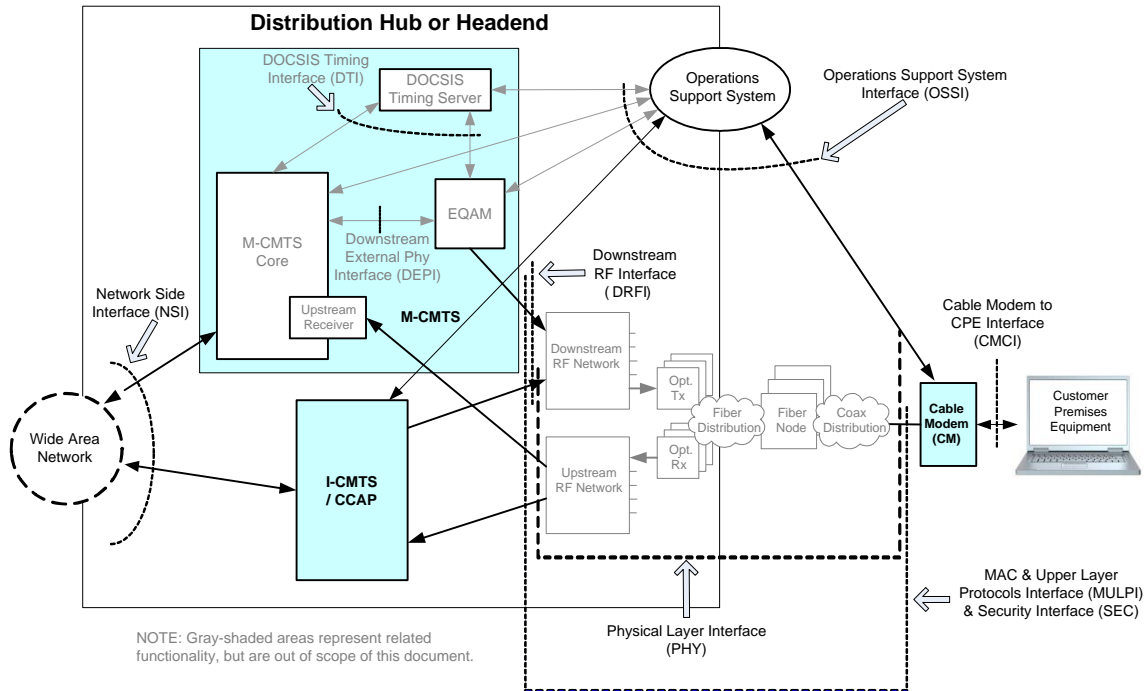 Distribution Hub or Headend
DOCSIS Timing
Interface (DTI)
DOCSIS
Timing Server
Operations
Support System
Operations Support System
Interface (OSSI)
M-CMTS
Core
EQAM
Downstream
External Phy
Interface (DEPI)
Upstream
Receiver
M-CMTS
Downstream
RF Interface
( DRFI)
Network Side
Interface (NSI)
Cable Modem to
CPE Interface
(CMCI)
Downstream
RF Network
Opt.
Tx
Fiber
Distribution
Fiber
Node
Coax
Distribution
Cable
Modem
(CM)
Customer
Premises
Equipment
Wide Area
Network
I-CMTS
/ CCAP
Upstream
RF Network
Opt.
Rx
MAC & Upper Layer
Protocols Interface (MULPI)
& Security Interface (SEC)
Physical Layer Interface
(PHY)
NOTE: Gray-shaded areas represent related
functionality, but are out of scope of this document.